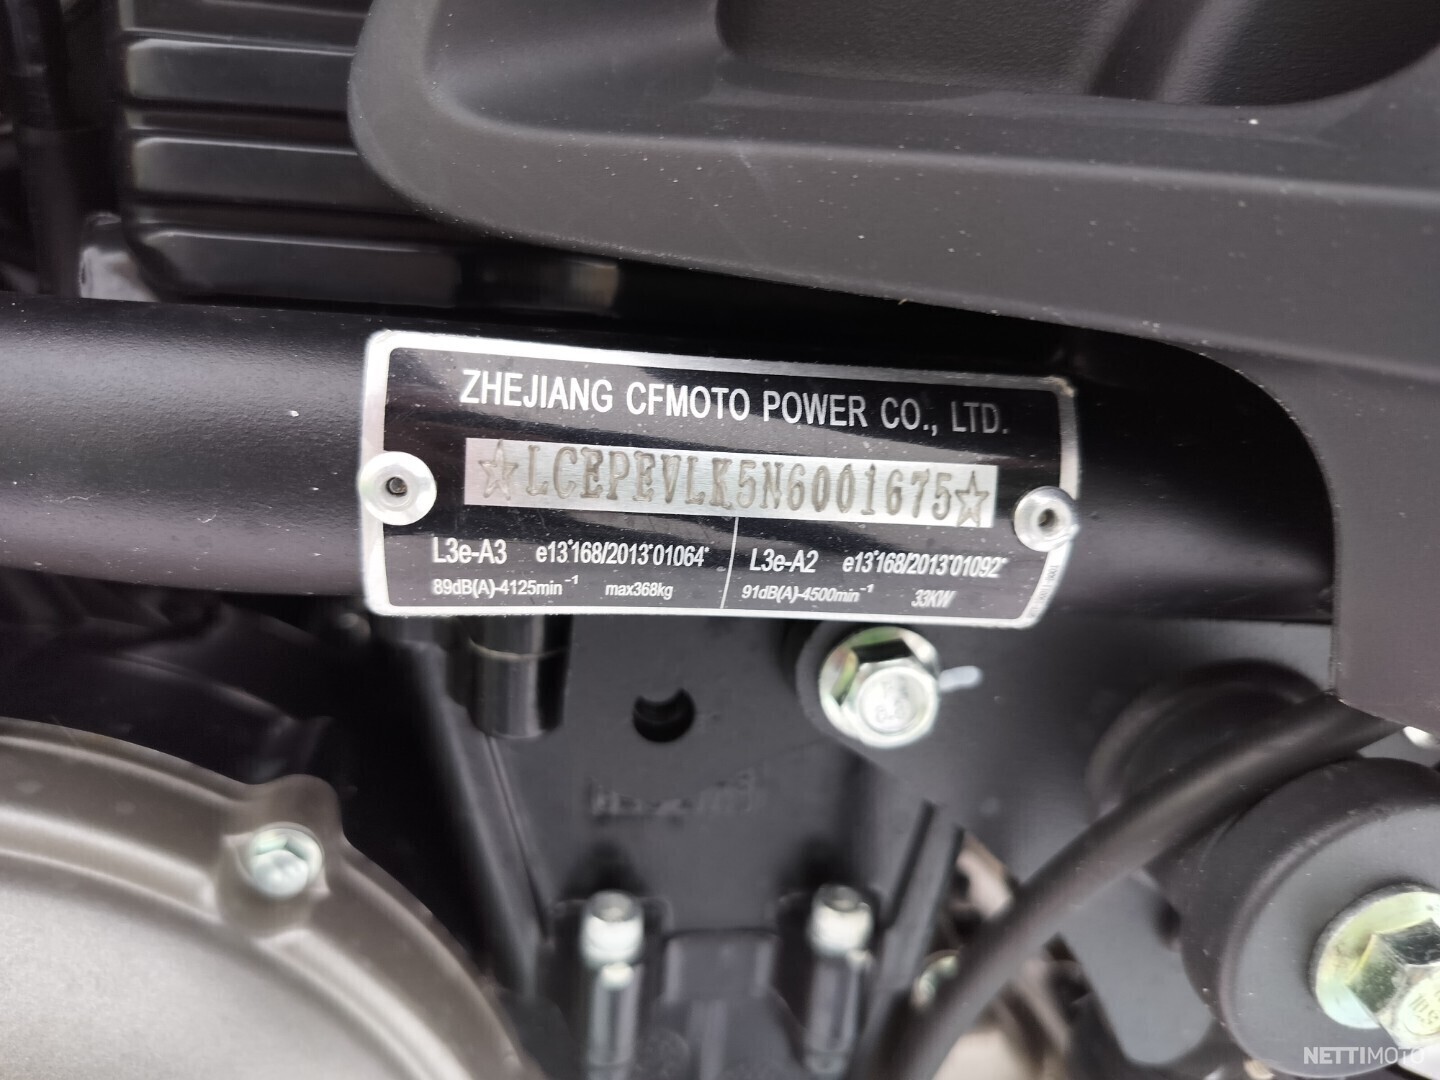 ZHEJIANG CFMOTO POWER CO., LTD.
☆LCEPEVLK5N6001675☆
L3e-A3 e13*168/2013*01064*
89dB(A)-4125min⁻¹ max368kg
L3e-A2 e13*168/2013*01092*
91dB(A)-4500min⁻¹ 33KW
NETTIMOTO